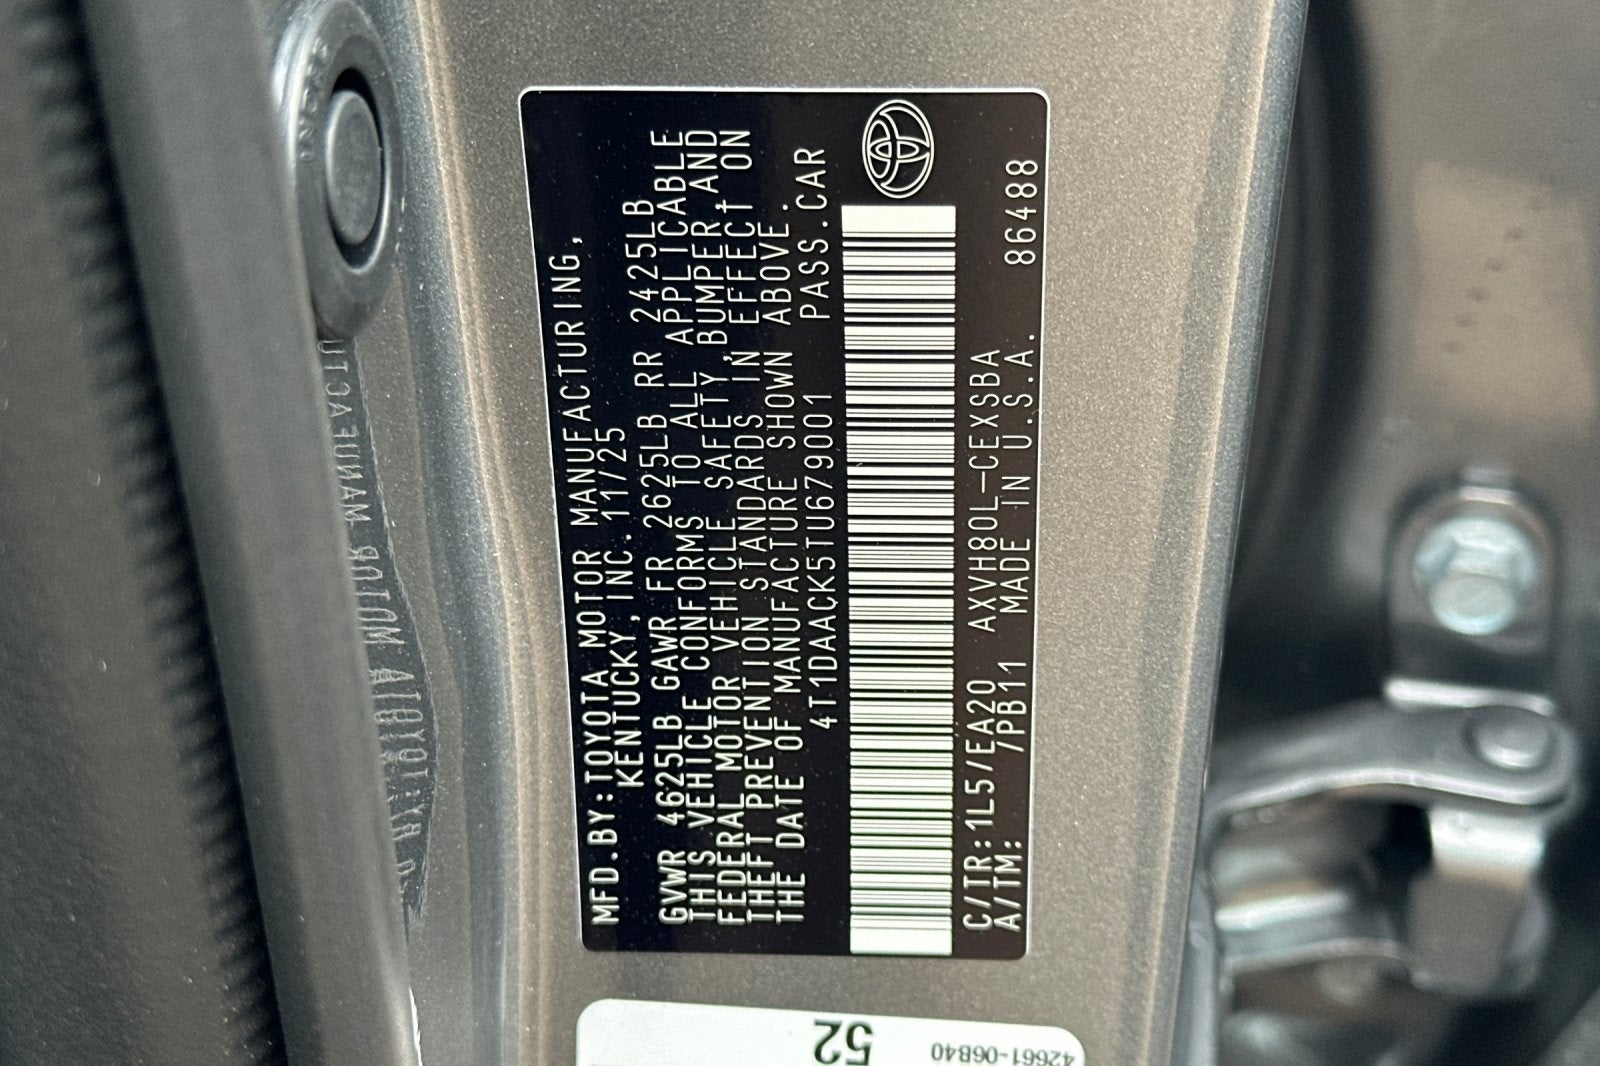 MFD.BY:TOYOTA MOTOR MANUFACTURING,
KENTUCKY, INC. 11/25
GVWR 4625LB GAWR FR 2625LB RR 2425LB
THIS VEHICLE CONFORMS TO ALL APPLICABLE
FEDERAL MOTOR VEHICLE SAFETY, BUMPER, AND
THEFT PREVENTION STANDARDS IN EFFECT ON
THE DATE OF MANUFACTURE SHOWN ABOVE.
4T1DAACK5TU679001 PASS.CAR
C/TR:1L5/EA20 AXVH80L-CEXSBA 86488
A/TM: /PB11 MADE IN U.S.A.
52
42661-06B40